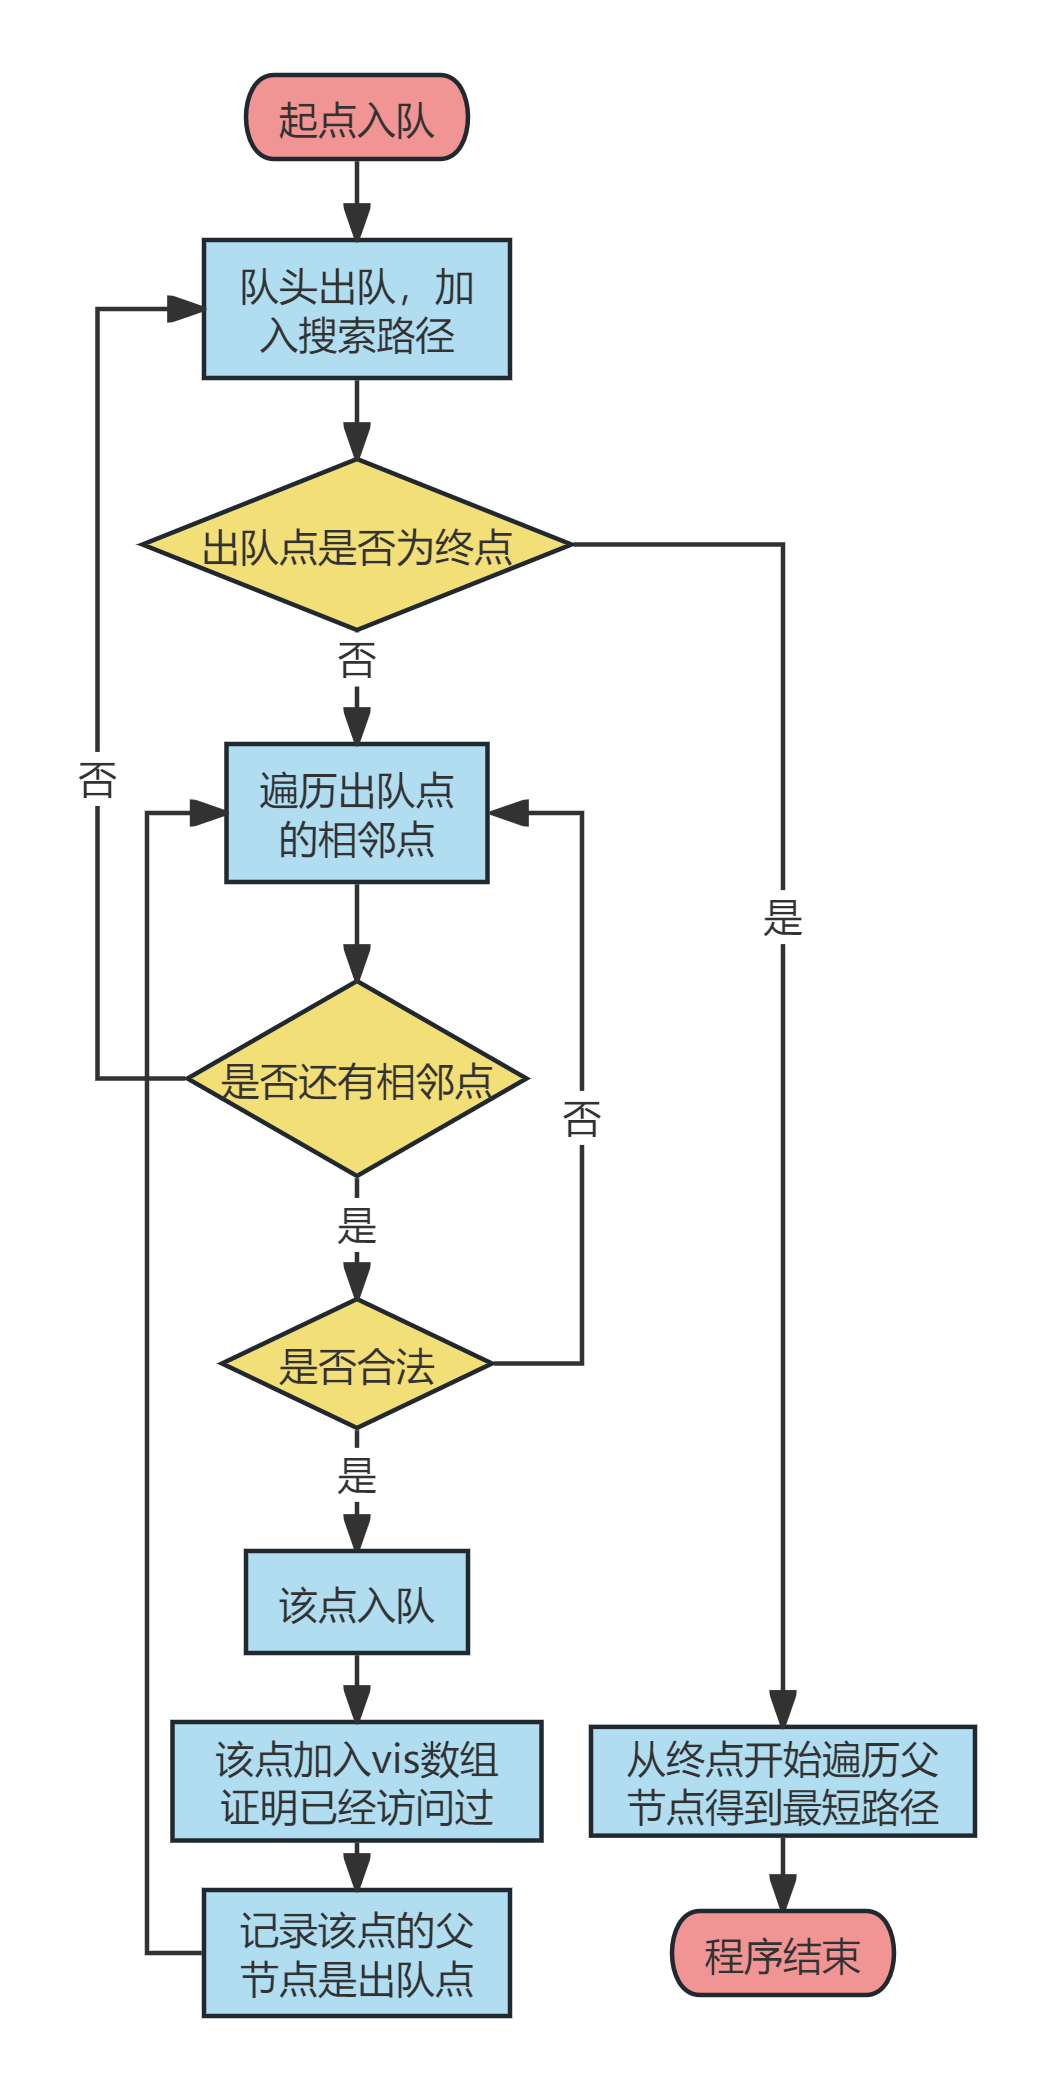 起点入队
队头出队，加
入搜索路径
出队点是否为终点
否
遍历出队点
的相邻点
否
是
是否还有相邻点
否
是
是否合法
是
该点入队
该点加入vis数组
证明已经访问过
从终点开始遍历父
节点得到最短路径
记录该点的父
节点是出队点
程序结束